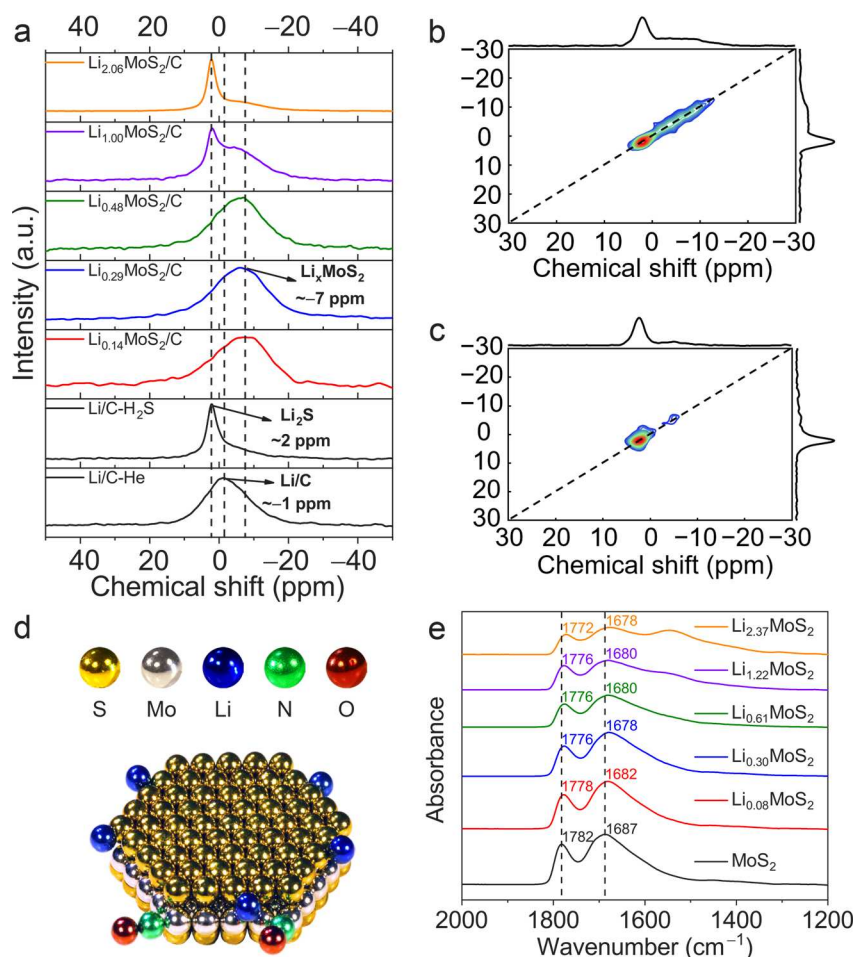 a
50 0 −50
Li2.06MoS2/C
Li1.00MoS2/C
Li0.48MoS2/C
Li0.29MoS2/C
LixMoS2
~−7 ppm
Li0.14MoS2/C
Li/C-H2S
Li2S
~2 ppm
Li/C-He
Li/C
~−1 ppm
40 20 0 −20 −40
40 20 0 −20 −40
Chemical shift (ppm)
Intensity (a.u.)
b
−30
−20
−10
0
10
20
30
30 20 10 0 −10 −20 −30
Chemical shift (ppm)
c
−30
−20
−10
0
10
20
30
30 20 10 0 −10 −20 −30
Chemical shift (ppm)
d
S Mo Li N O
e
1772 1678 Li2.37MoS2
1776 1680 Li1.22MoS2
1776 1680 Li0.61MoS2
1776 1678 Li0.30MoS2
1778 1682 Li0.08MoS2
1782 1687 MoS2
Absorbance
2000 1800 1600 1400 1200
Wavenumber (cm−1)